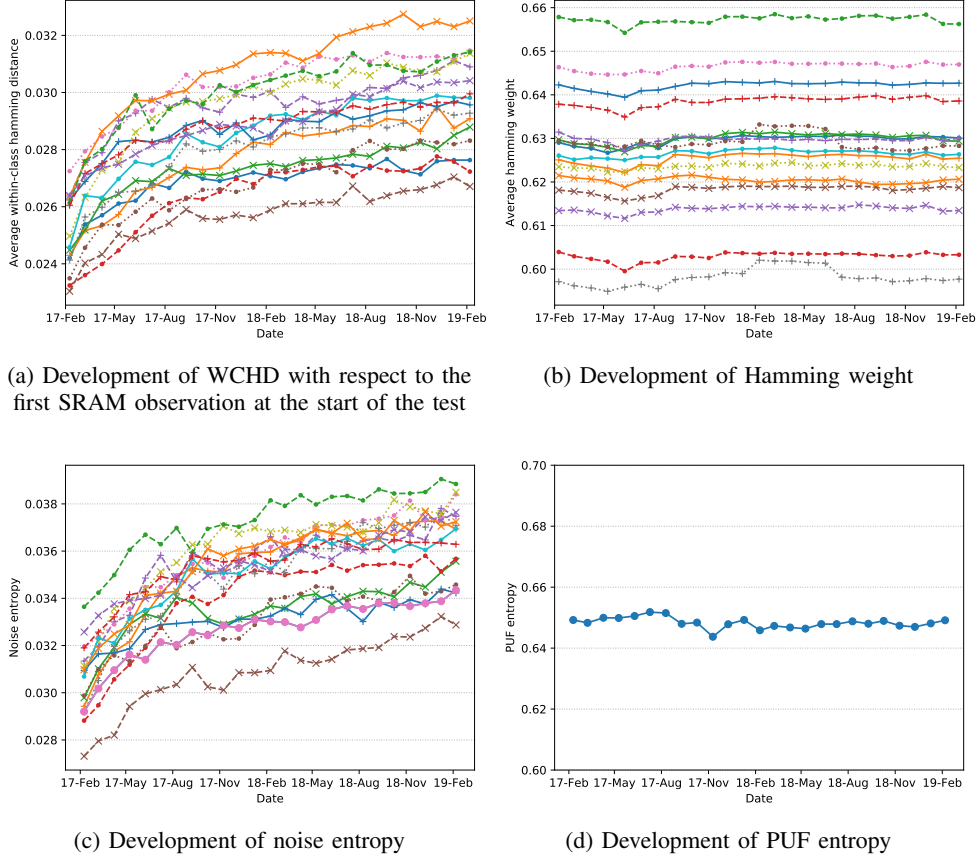 0.032
0.030
0.028
0.026
0.024
Average within-class hamming distance
17-Feb 17-May 17-Aug 17-Nov 18-Feb 18-May 18-Aug 18-Nov 19-Feb
Date
0.66
0.65
0.64
0.63
0.62
0.61
0.60
Average hamming weight
17-Feb 17-May 17-Aug 17-Nov 18-Feb 18-May 18-Aug 18-Nov 19-Feb
Date
(a) Development of WCHD with respect to the
first SRAM observation at the start of the test
(b) Development of Hamming weight
0.038
0.036
0.034
0.032
0.030
0.028
Noise entropy
17-Feb 17-May 17-Aug 17-Nov 18-Feb 18-May 18-Aug 18-Nov 19-Feb
Date
0.70
0.68
0.66
0.64
0.62
0.60
PUF entropy
17-Feb 17-May 17-Aug 17-Nov 18-Feb 18-May 18-Aug 18-Nov 19-Feb
Date
(c) Development of noise entropy
(d) Development of PUF entropy